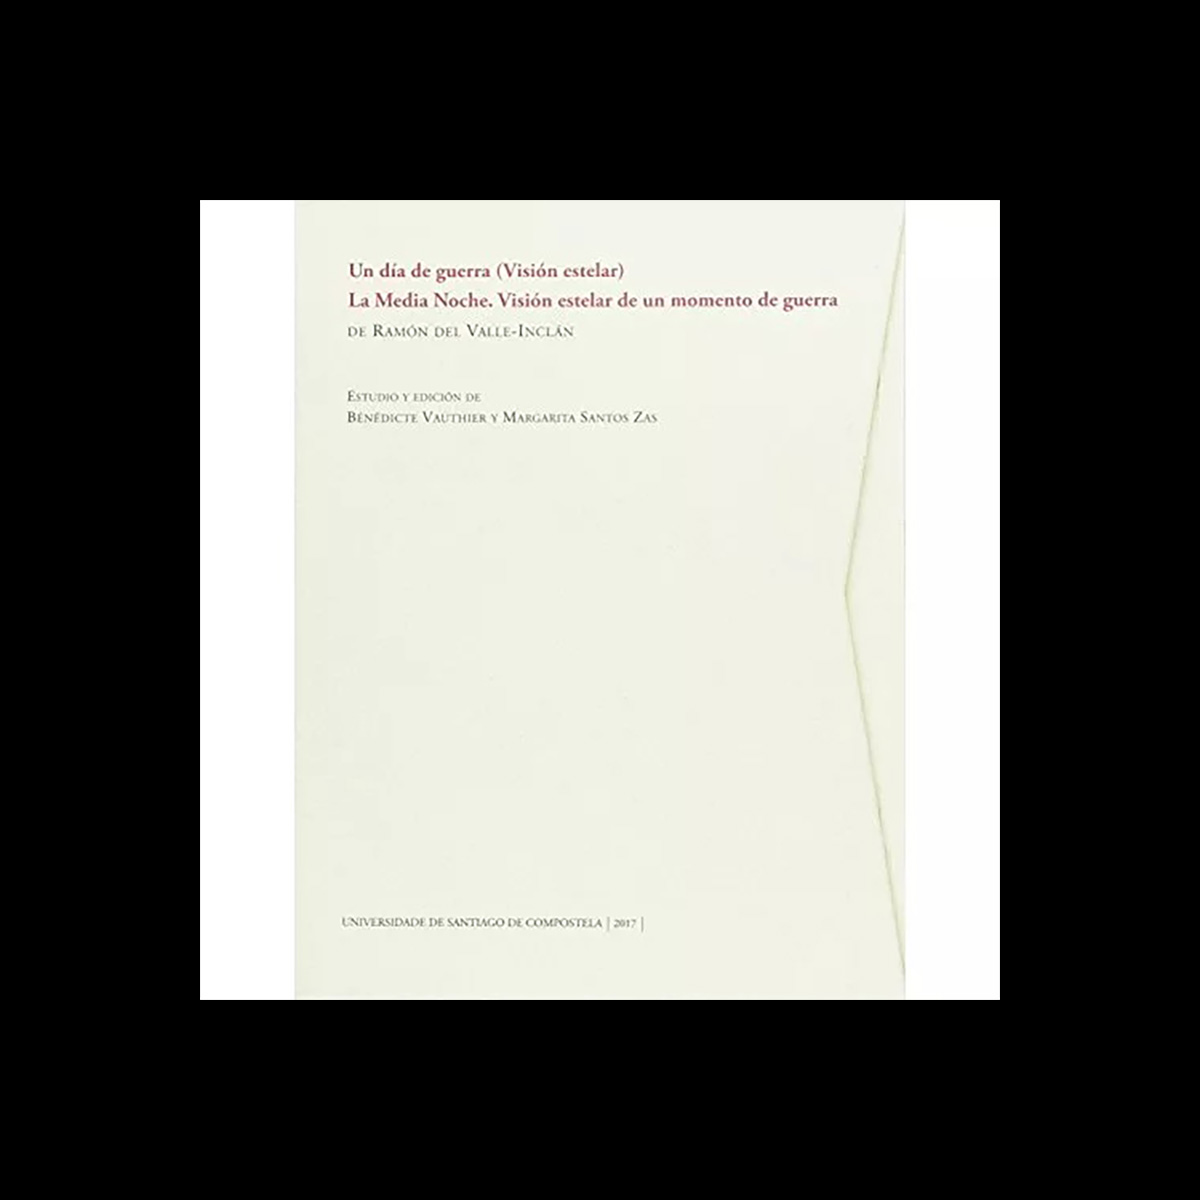 Un día de guerra (Visión estelar)
La Media Noche. Visión estelar de un momento de guerra
DE RAMÓN DEL VALLE-INCLÁN
ESTUDIO Y EDICIÓN DE
BÉNÉDICTE VAUTHIER Y MARGARITA SANTOS ZAS
UNIVERSIDADE DE SANTIAGO DE COMPOSTELA | 2017 |